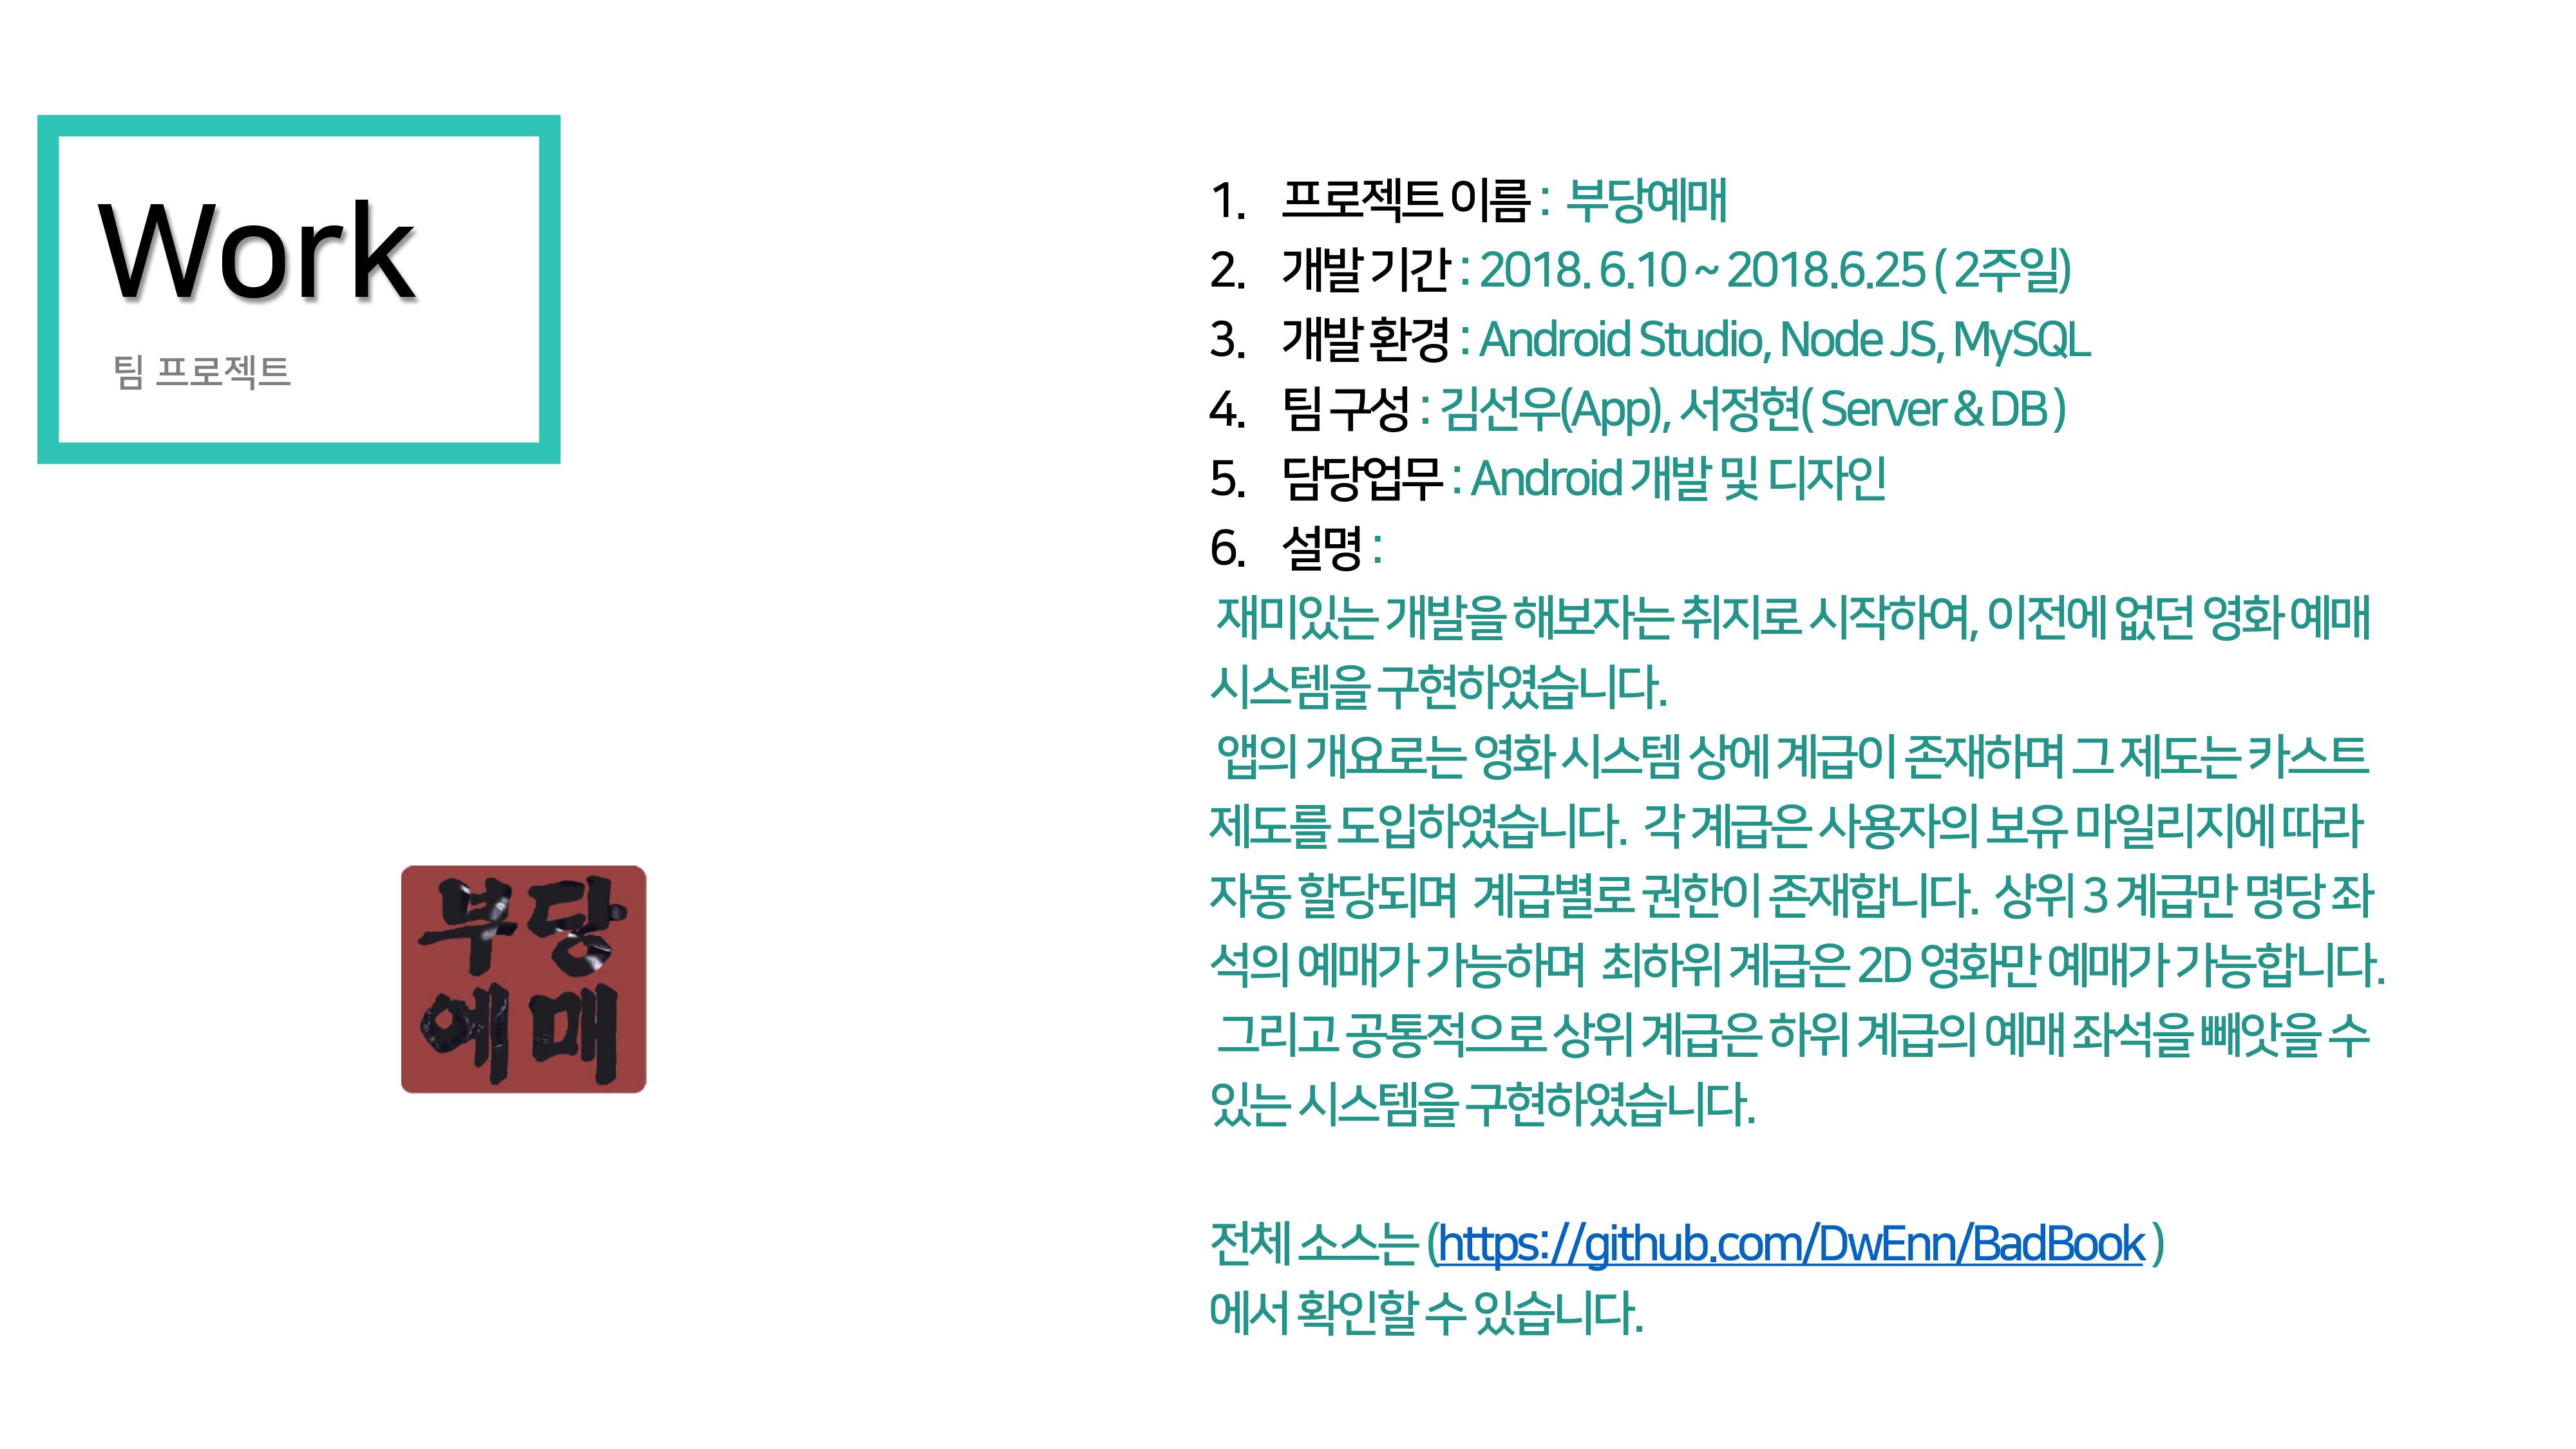 Work
팀 프로젝트
1. 프로젝트 이름 : 부당예매
2. 개발 기간 : 2018. 6.10 ~ 2018.6.25 ( 2주일)
3. 개발 환경 : Android Studio, Node JS, MySQL
4. 팀 구성 : 김선우(App), 서정현( Server & DB )
5. 담당업무 : Android 개발 및 디자인
6. 설명 :
재미있는 개발을 해보자는 취지로 시작하여, 이전에 없던 영화 예매
시스템을 구현하였습니다.
앱의 개요로는 영화 시스템 상에 계급이 존재하며 그 제도는 카스트
제도를 도입하였습니다. 각 계급은 사용자의 보유 마일리지에 따라
자동 할당되며 계급별로 권한이 존재합니다. 상위 3 계급만 명당 좌
석의 예매가 가능하며 최하위 계급은 2D 영화만 예매가 가능합니다.
그리고 공통적으로 상위 계급은 하위 계급의 예매 좌석을 빼앗을 수
있는 시스템을 구현하였습니다.
전체 소스는 (https://github.com/DwEnn/BadBook )
에서 확인할 수 있습니다.
부당
예매